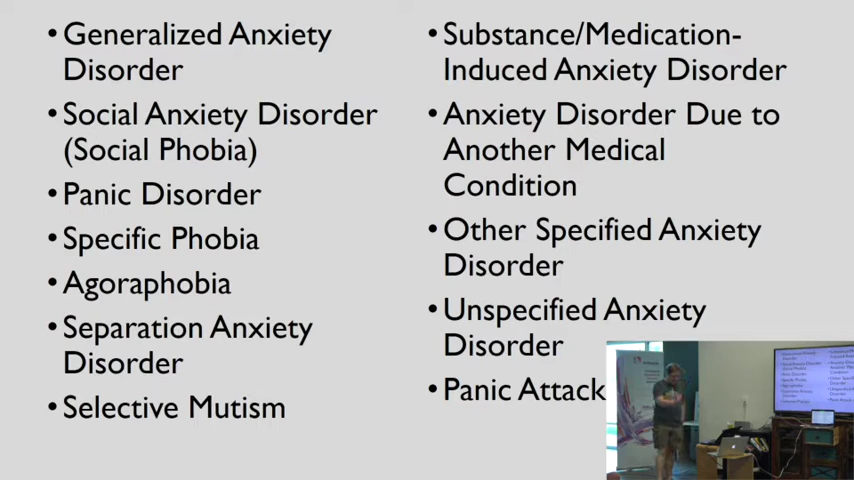 • Generalized Anxiety
Disorder
• Social Anxiety Disorder
(Social Phobia)
• Panic Disorder
• Specific Phobia
• Agoraphobia
• Separation Anxiety
Disorder
• Selective Mutism
• Substance/Medication-
Induced Anxiety Disorder
• Anxiety Disorder Due to
Another Medical
Condition
• Other Specified Anxiety
Disorder
• Unspecified Anxiety
Disorder
• Panic Attack